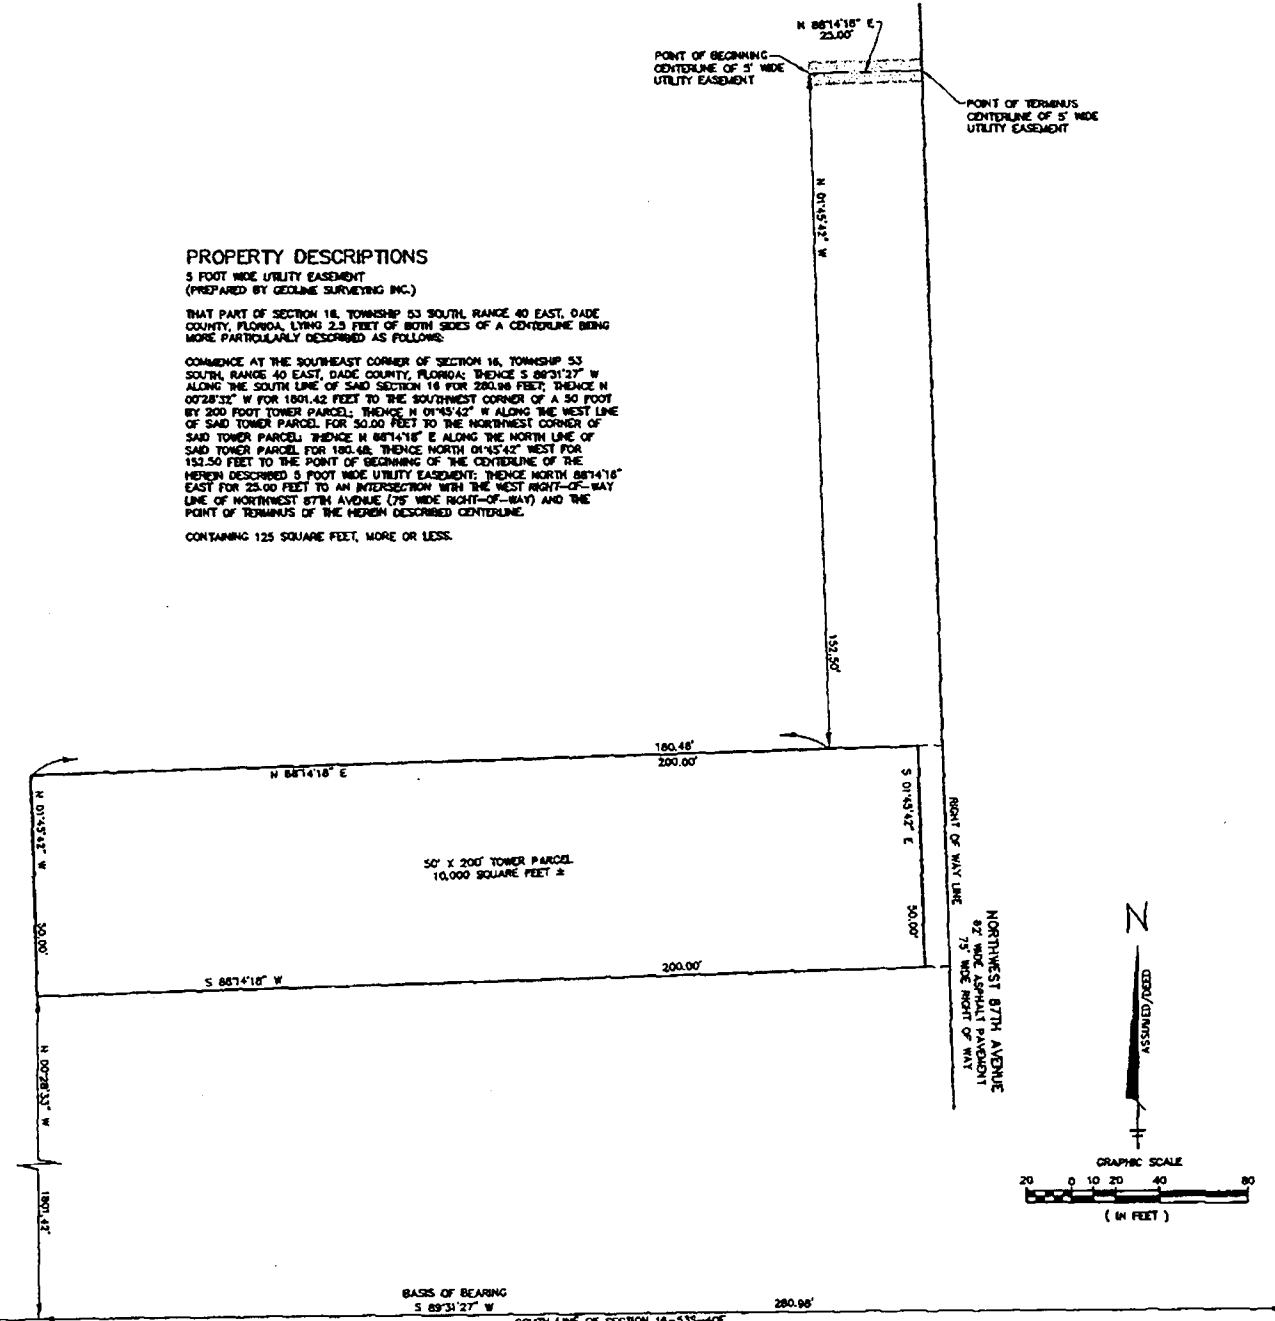 N 88°14'18" E
25.00'
POINT OF BEGINNING
CENTERLINE OF 5' WIDE
UTILITY EASEMENT
POINT OF TERMINUS
CENTERLINE OF 5' WIDE
UTILITY EASEMENT
N 01°45'42" W
152.50'
PROPERTY DESCRIPTIONS
5 FOOT WIDE UTILITY EASEMENT
(PREPARED BY GEOLINE SURVEYING INC.)
THAT PART OF SECTION 16, TOWNSHIP 53 SOUTH, RANGE 40 EAST, DADE
COUNTY, FLORIDA, LYING 2.5 FEET OF BOTH SIDES OF A CENTERLINE BEING
MORE PARTICULARLY DESCRIBED AS FOLLOWS:
COMMENCE AT THE SOUTHEAST CORNER OF SECTION 16, TOWNSHIP 53
SOUTH, RANGE 40 EAST, DADE COUNTY, FLORIDA; THENCE S 89°31'27" W
ALONG THE SOUTH LINE OF SAID SECTION 16 FOR 280.98 FEET; THENCE N
00°28'32" W FOR 1801.42 FEET TO THE SOUTHWEST CORNER OF A 50 FOOT
BY 200 FOOT TOWER PARCEL; THENCE N 01°45'42" W ALONG THE WEST LINE
OF SAID TOWER PARCEL FOR 50.00 FEET TO THE NORTHWEST CORNER OF
SAID TOWER PARCEL; THENCE N 88°14'18" E ALONG THE NORTH LINE OF
SAID TOWER PARCEL FOR 180.48; THENCE NORTH 01°45'42" WEST FOR
152.50 FEET TO THE POINT OF BEGINNING OF THE CENTERLINE OF THE
HEREIN DESCRIBED 5 FOOT WIDE UTILITY EASEMENT; THENCE NORTH 88°14'18"
EAST FOR 25.00 FEET TO AN INTERSECTION WITH THE WEST RIGHT-OF-WAY
LINE OF NORTHWEST 87TH AVENUE (75' WIDE RIGHT-OF-WAY) AND THE
POINT OF TERMINUS OF THE HEREIN DESCRIBED CENTERLINE.
CONTAINING 125 SQUARE FEET, MORE OR LESS.
180.48'
N 88°14'18" E
200.00'
N 01°45'42" W
50.00'
50' X 200' TOWER PARCEL
10,000 SQUARE FEET ±
S 01°45'42" E
50.00'
RIGHT OF WAY LINE
NORTHWEST 87TH AVENUE
82' WIDE ASPHALT PAVEMENT
75' WIDE RIGHT OF WAY
S 88°14'18" W
200.00'
N 00°28'33" W
1801.42'
N
ASSUMED/DEED
GRAPHIC SCALE
20 0 10 20 40 80
( IN FEET )
BASIS OF BEARING
S 89°31'27" W
280.98'
SOUTH LINE OF SECTION 16-53S-40E